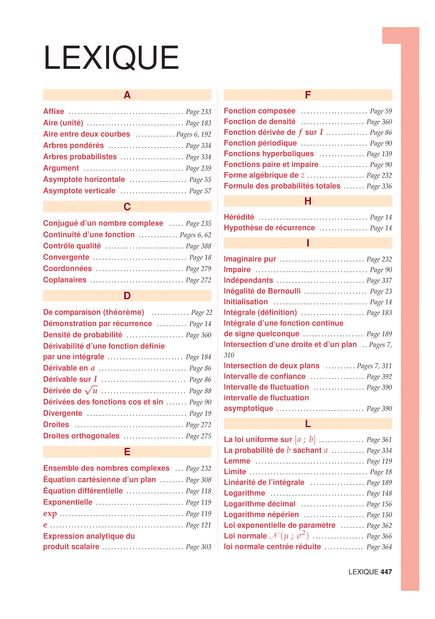 LEXIQUE
A
Affixe ........ Page 233
Aire (unité) ........ Page 183
Aire entre deux courbes ........ Pages 6, 192
Arbres pondérés ........ Page 334
Arbres probabilistes ........ Page 334
Argument ........ Page 239
Asymptote horizontale ........ Page 55
Asymptote verticale ........ Page 57
C
Conjugué d'un nombre complexe ..... Page 235
Continuité d'une fonction ........ Pages 6, 62
Contrôle qualité ........ Page 388
Convergente ........ Page 18
Coordonnées ........ Page 279
Coplanaires ........ Page 272
D
De comparaison (théorème) ........ Page 22
Démonstration par récurrence ........ Page 14
Densité de probabilité ........ Page 360
Dérivabilité d'une fonction définie
par une intégrale ........ Page 184
Dérivable en a ........ Page 86
Dérivable sur I ........ Page 86
Dérivée de √u ........ Page 88
Dérivées des fonctions cos et sin ....... Page 90
Divergente ........ Page 19
Droites ........ Page 272
Droites orthogonales ........ Page 275
E
Ensemble des nombres complexes ... Page 232
Équation cartésienne d'un plan ....... Page 308
Équation différentielle ........ Page 118
Exponentielle ........ Page 119
exp ........ Page 119
e ........ Page 121
Expression analytique du
produit scalaire ........ Page 303
F
Fonction composée ........ Page 59
Fonction de densité ........ Page 360
Fonction dérivée de f sur I ........ Page 86
Fonction périodique ........ Page 90
Fonctions hyperboliques ........ Page 139
Fonctions paire et impaire ........ Page 90
Forme algébrique de z ........ Page 232
Formule des probabilités totales ....... Page 336
H
Hérédité ........ Page 14
Hypothèse de récurrence ........ Page 14
I
Imaginaire pur ........ Page 232
Impaire ........ Page 90
Indépendants ........ Page 337
Inégalité de Bernoulli ........ Page 23
Initialisation ........ Page 14
Intégrale (définition) ........ Page 183
Intégrale d'une fonction continue
de signe quelconque ........ Page 189
Intersection d'une droite et d'un plan .. Pages 7,
310
Intersection de deux plans ........ Pages 7, 311
Intervalle de confiance ........ Page 392
Intervalle de fluctuation ........ Page 390
intervalle de fluctuation
asymptotique ........ Page 390
L
La loi uniforme sur [a ; b] ........ Page 361
La probabilité de b sachant a ........ Page 334
Lemme ........ Page 119
Limite ........ Page 18
Linéarité de l'intégrale ........ Page 189
Logarithme ........ Page 148
Logarithme décimal ........ Page 156
Logarithme népérien ........ Page 150
Loi exponentielle de paramètre ....... Page 362
Loi normale 𝒩(μ ; σ²) ........ Page 366
loi normale centrée réduite ........ Page 364
LEXIQUE 447